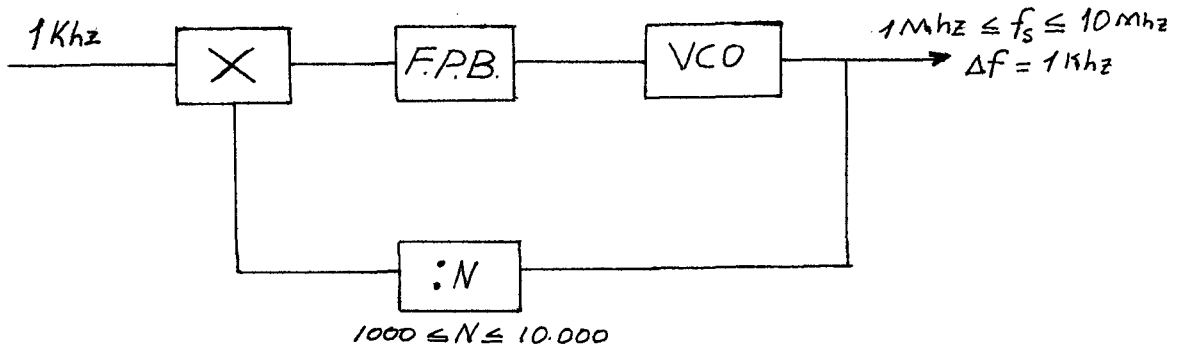 1Khz
X
F.P.B.
VCO
1Mhz ≤ fs ≤ 10Mhz
Δf = 1Khz
:N
1000 ≤ N ≤ 10.000